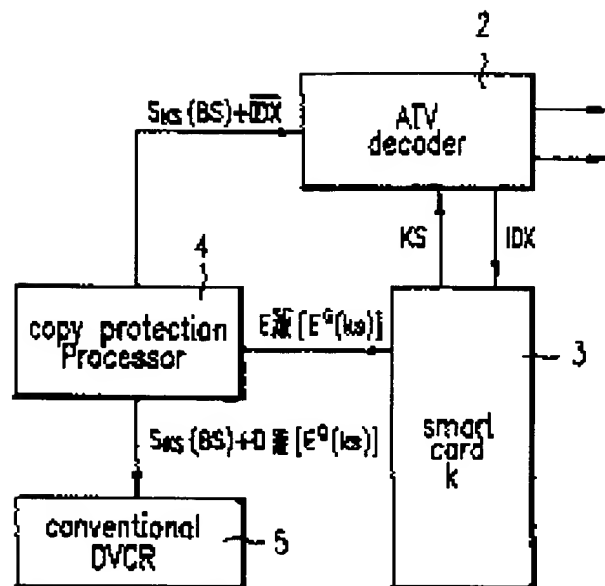 2
S_KS(BS)+IDX
ATV
decoder
KS
IDX
4
copy protection
Processor
[E^G(ks)]
3
smart
card
k
S_KS(BS)+
conventional
DVCR
5